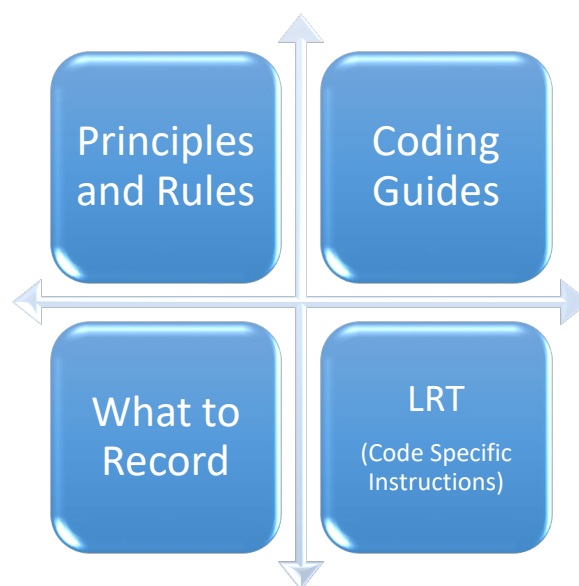 Principles
and Rules
Coding
Guides
What to
Record
LRT
(Code Specific
Instructions)